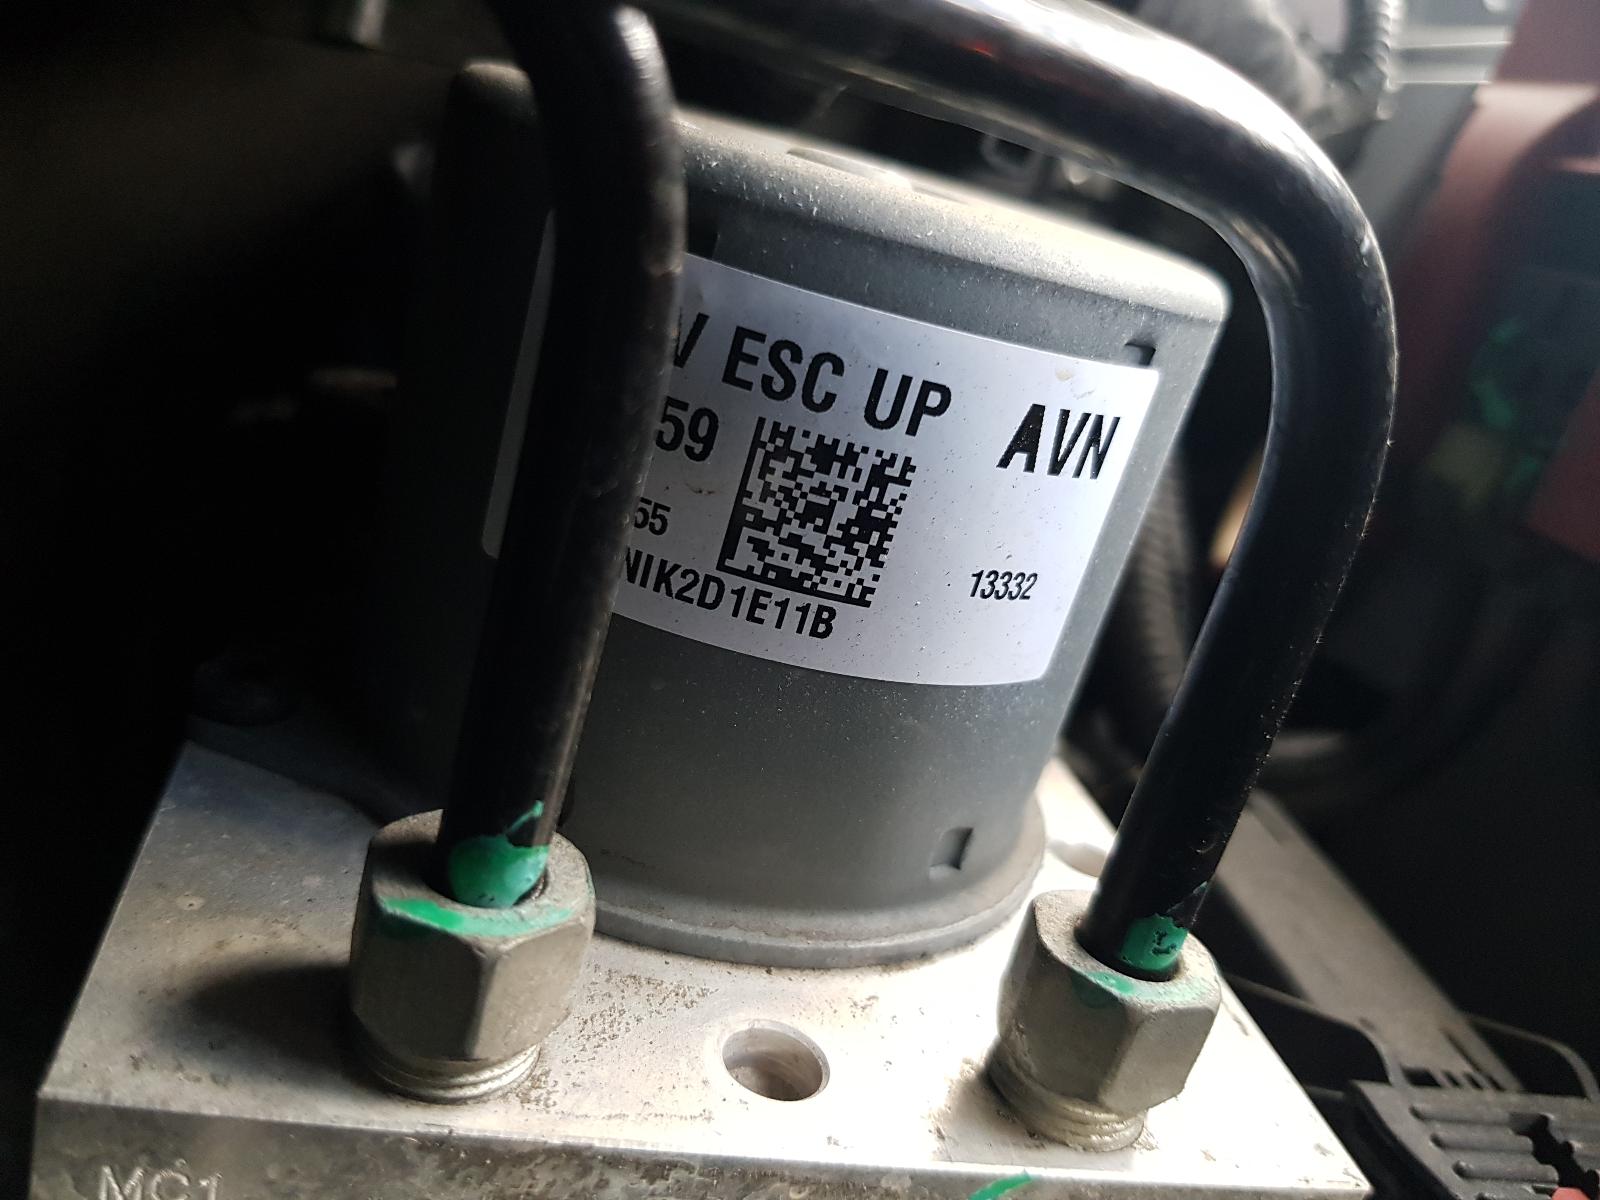 V ESC UP AVN
59
55
13332
NIK2D1E11B
MC1